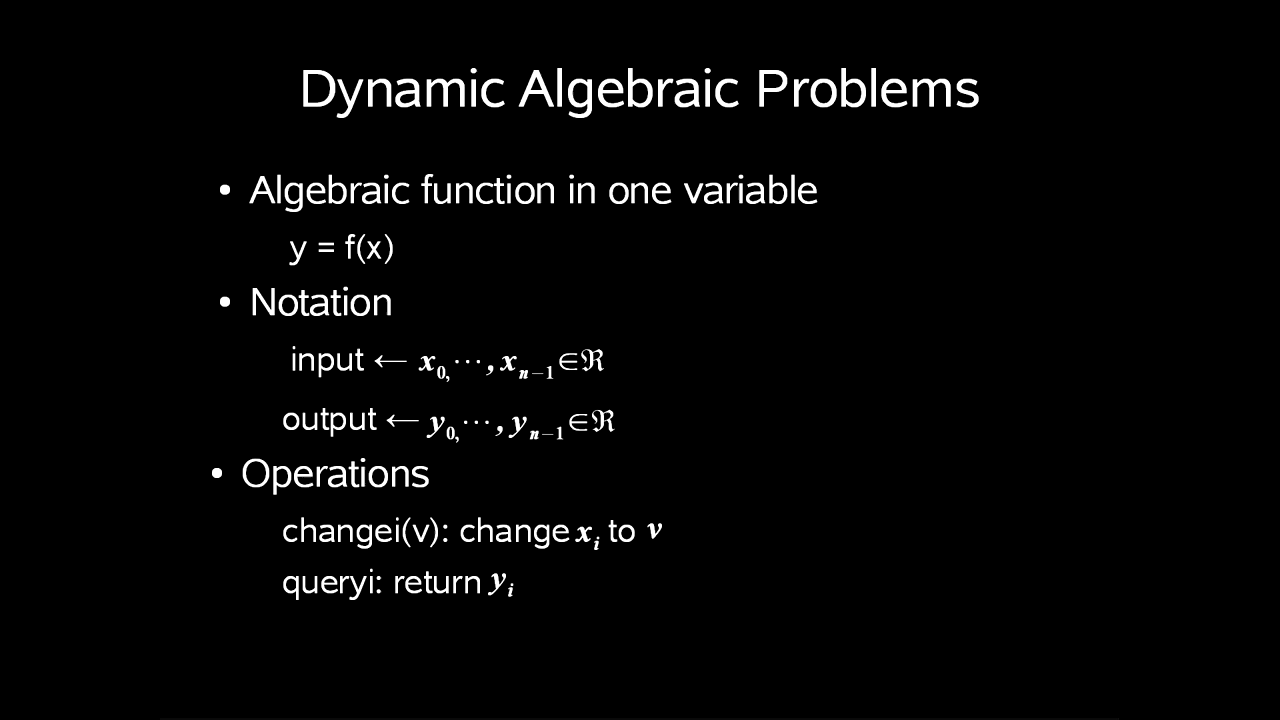 Dynamic Algebraic Problems
• Algebraic function in one variable
y = f(x)
• Notation
input ← x₀,⋯,xₙ₋₁∈ℜ
output ← y₀,⋯,yₙ₋₁∈ℜ
• Operations
changei(v): change xᵢ to v
queryi: return yᵢ